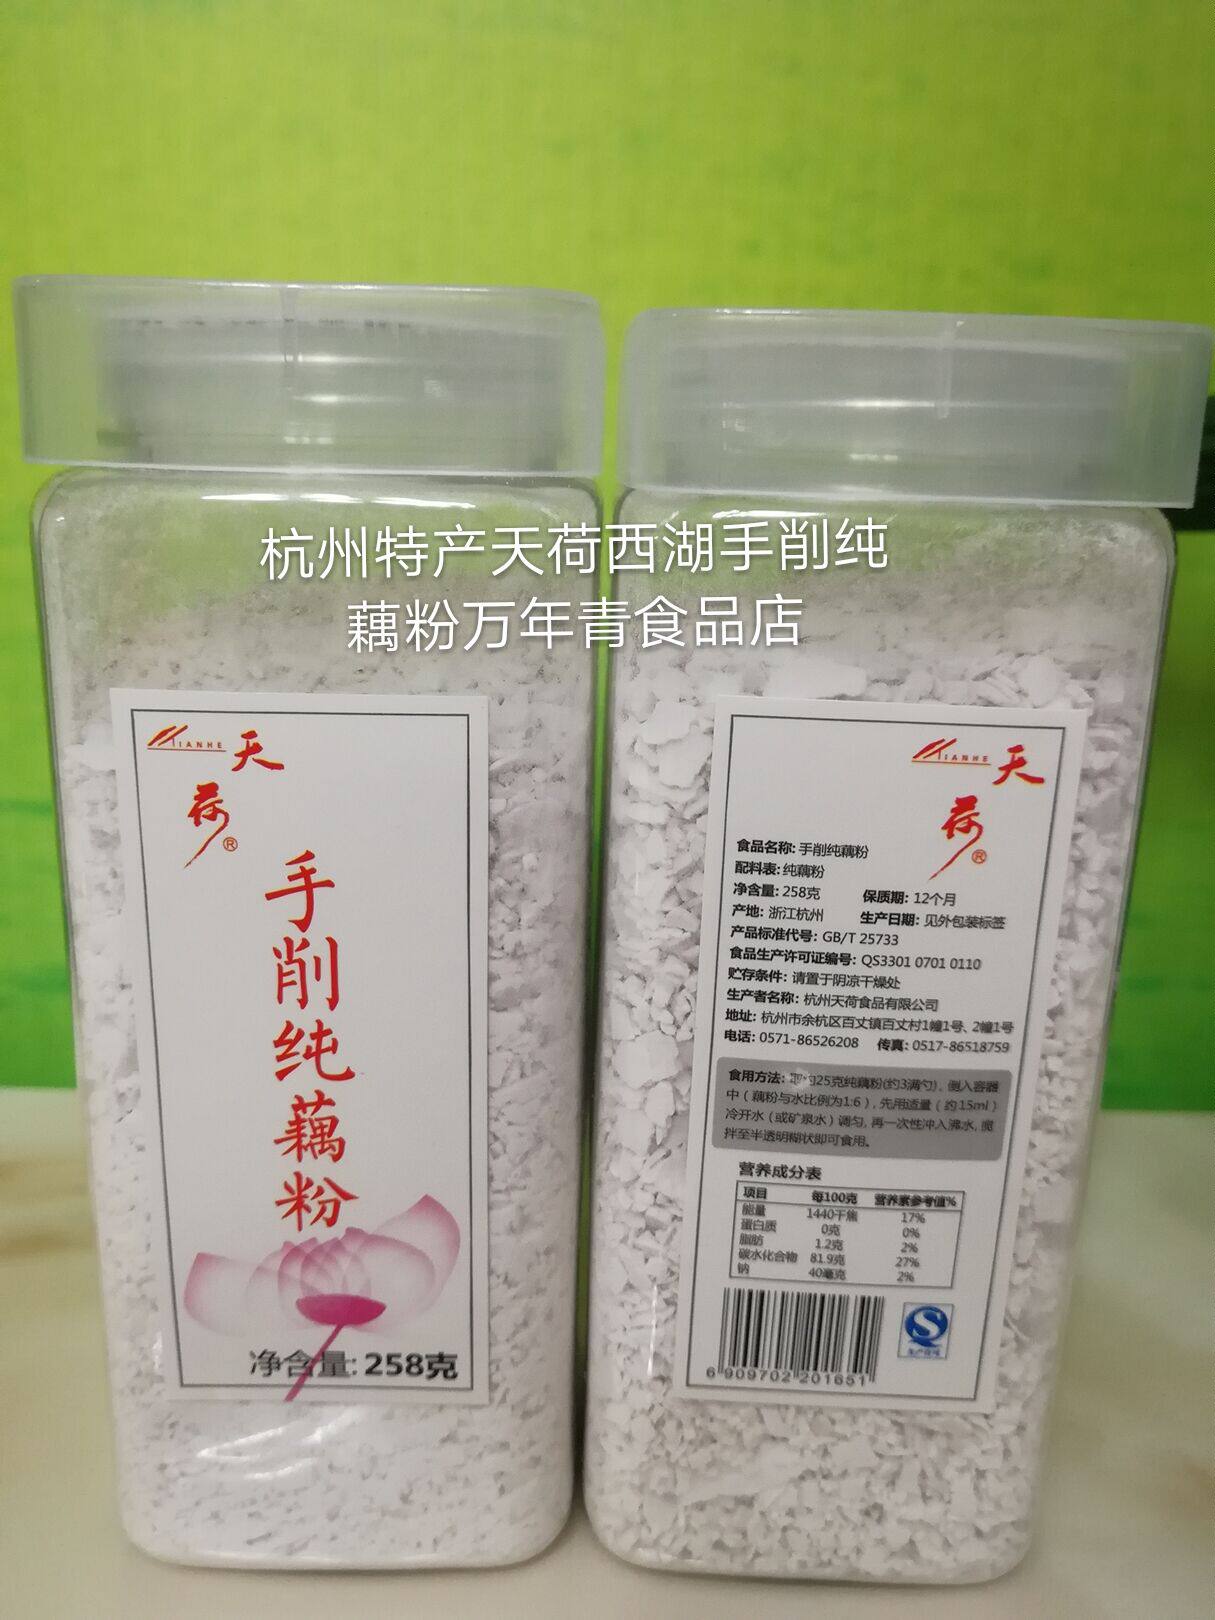 杭州特产天荷西湖手削纯
藕粉万年青食品店
TIANHE 天
荷®
手削纯藕粉
净含量: 258克
TIANHE 天
荷®
食品名称: 手削纯藕粉
配料表: 纯藕粉
净含量: 258克 保质期: 12个月
产地: 浙江杭州 生产日期: 见外包装标签
产品标准代号: GB/T 25733
食品生产许可证编号: QS3301 0701 0110
贮存条件: 请置于阴凉干燥处
生产者名称: 杭州天荷食品有限公司
地址: 杭州市余杭区百丈镇百丈村1幢1号、2幢1号
电话: 0571-86526208 传真: 0517-86518759
食用方法: 取约25克纯藕粉(约3满勺), 倒入容器
中 (藕粉与水比例为1:6), 先用适量 (约15ml)
冷开水 (或矿泉水) 调匀, 再一次性冲入沸水, 搅
拌至半透明糊状即可食用。
营养成分表
项目 每100克 营养素参考值%
能量 1440千焦 17%
蛋白质 0克 0%
脂肪 1.2克 2%
碳水化合物 81.9克 27%
钠 40毫克 2%
6 909702 201651
生产许可